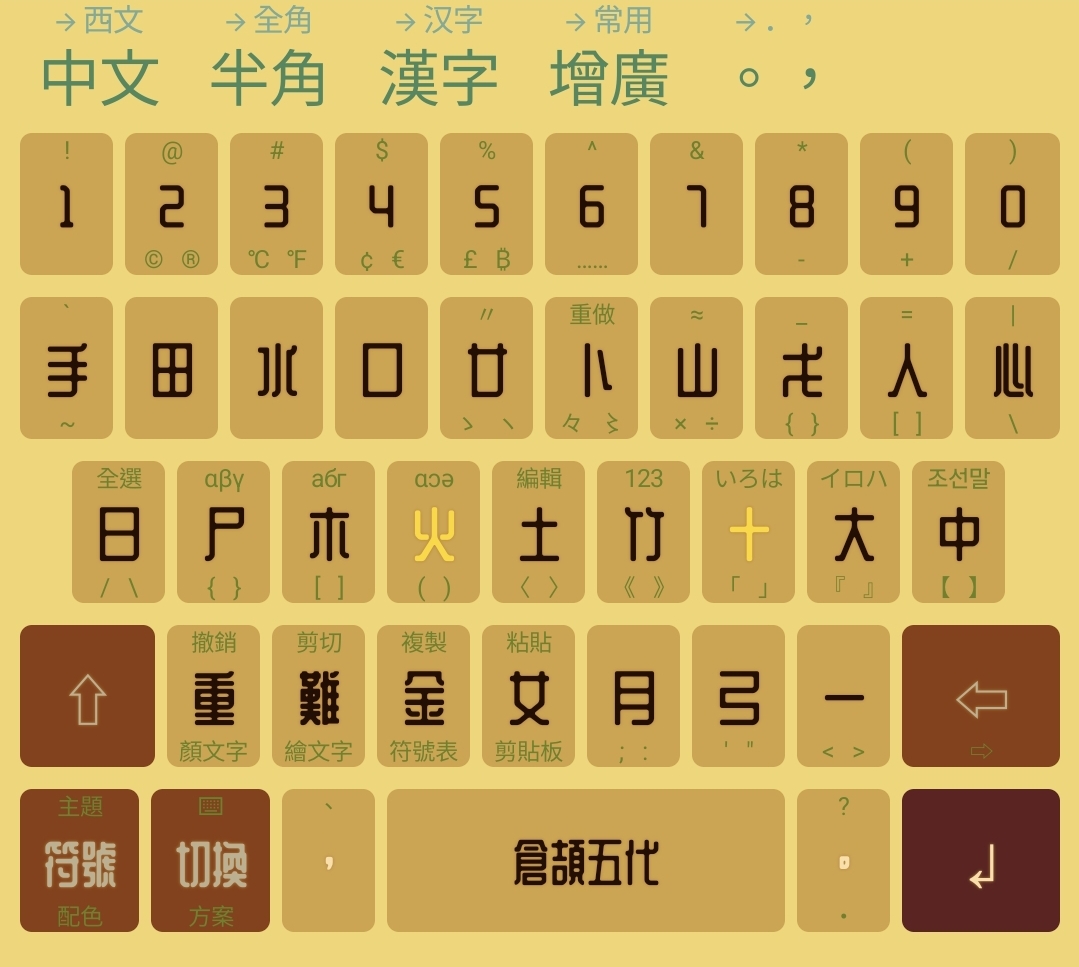 → 西文 → 全角 → 汉字 → 常用 → . ，
中文 半角 漢字 增廣 。，
! @ # $ % ^ & * ( )
1 2 3 4 5 6 7 8 9 0
© ® ℃ ℉ ¢ € £ ₿ …… - + /
` 〃 重做 ≈ _ = |
手 田 水 口 廿 卜 山 戈 人 心
~ ゝ ヽ 々 〻 × ÷ { } [ ] \
全選 αβγ абг ɑɔə 編輯 123 いろは イロハ 조선말
日 尸 木 火 土 竹 十 大 中
/ \ { } [ ] ( ) 〈 〉 《 》 「 」 『 』 【 】
撤銷 剪切 複製 粘貼
⇧ 重 難 金 女 月 弓 一 ⇦
顏文字 繪文字 符號表 剪貼板 ; : ' " < > ⇨
主題 ⌨ 、 ?
符號 切換 ， 倉頡五代 。 ↲
配色 方案 ·